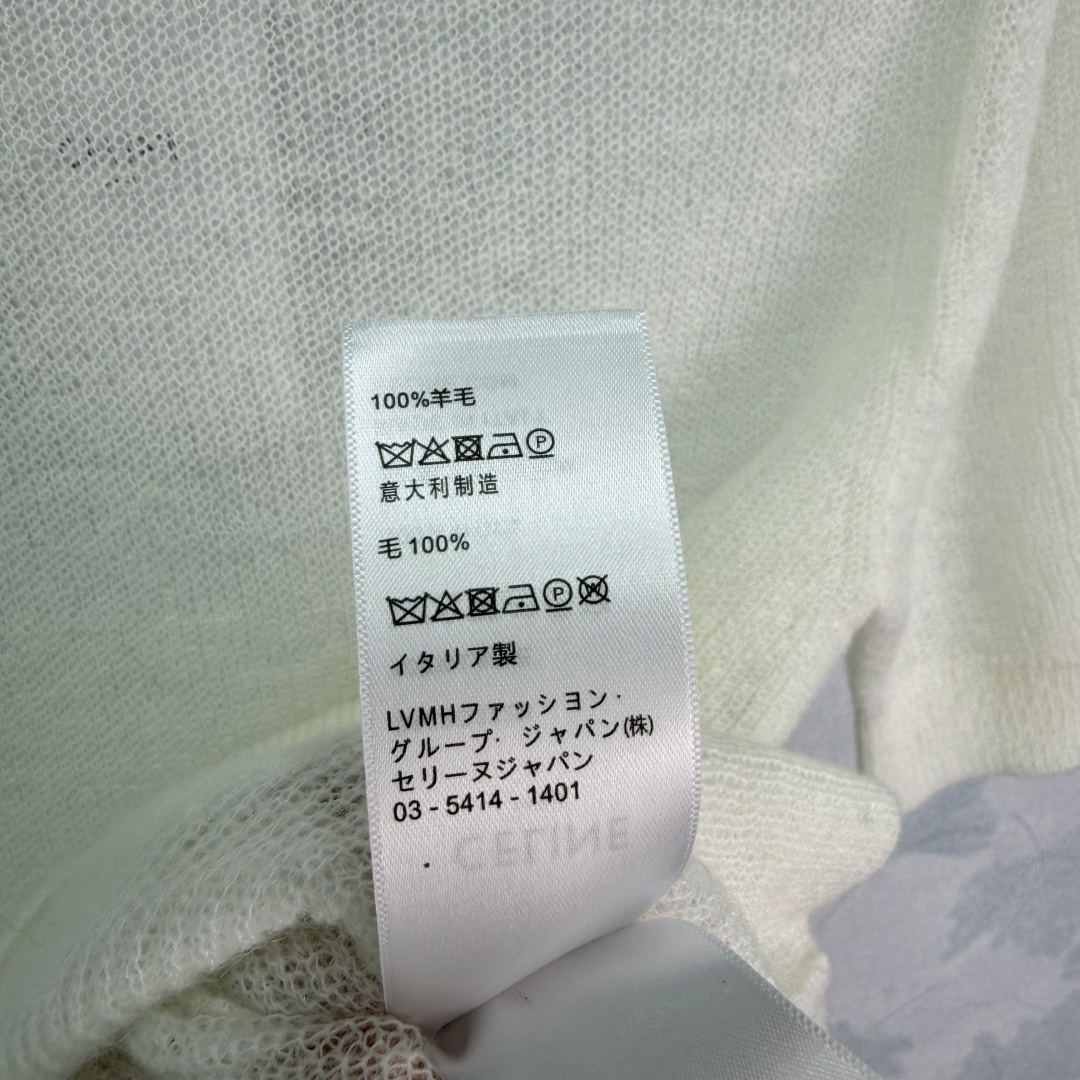 100%羊毛
P
意大利制造
毛 100%
P W
イタリア製
LVMHファッション·
グループ· ジャパン(株)
セリーヌジャパン
03 - 5414 - 1401
CELINE